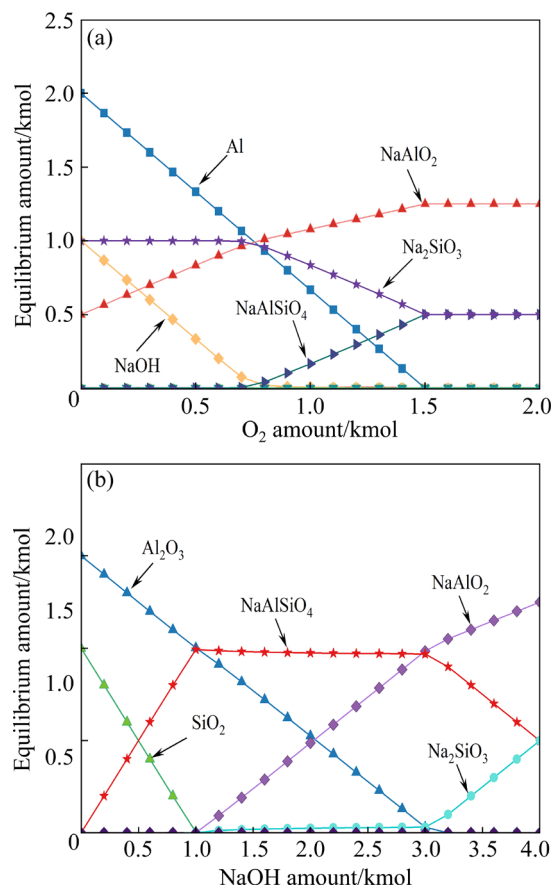 (a)
2.5
2.0
1.5
1.0
0.5
0
Equilibrium amount/kmol
Al
NaAlO₂
Na₂SiO₃
NaAlSiO₄
NaOH
0.5 1.0 1.5 2.0
O₂ amount/kmol
(b)
2.0
1.5
1.0
0.5
0
Equilibrium amount/kmol
Al₂O₃
NaAlSiO₄
NaAlO₂
SiO₂
Na₂SiO₃
0.5 1.0 1.5 2.0 2.5 3.0 3.5 4.0
NaOH amount/kmol